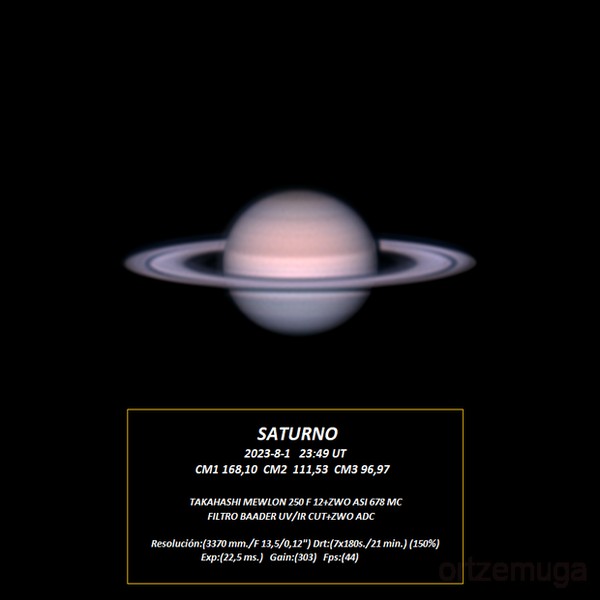 SATURNO
2023-8-1 23:49 UT
CM1 168,10 CM2 111,53 CM3 96,97
TAKAHASHI MEWLON 250 F 12+ZWO ASI 678 MC
FILTRO BAADER UV/IR CUT+ZWO ADC
Resolución:(3370 mm./F 13,5/0,12") Drt:(7x180s./21 min.) (150%)
Exp:(22,5 ms.) Gain:(303) Fps:(44)
ortzemuga